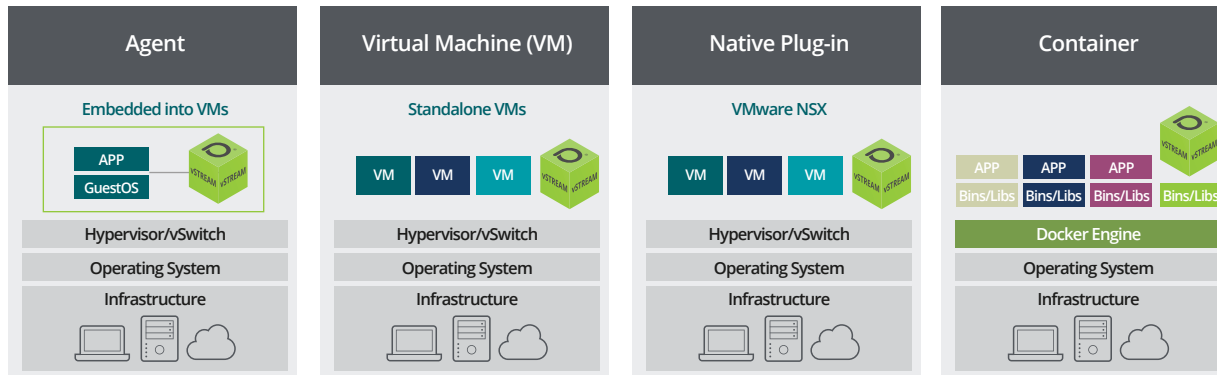 Agent
Embedded into VMs
APP
GuestOS
vSTREAM vSTREAM
Hypervisor/vSwitch
Operating System
Infrastructure
Virtual Machine (VM)
Standalone VMs
VM VM VM
vSTREAM vSTREAM
Hypervisor/vSwitch
Operating System
Infrastructure
Native Plug-in
VMware NSX
VM VM VM
vSTREAM vSTREAM
Hypervisor/vSwitch
Operating System
Infrastructure
Container
vSTREAM vSTREAM
APP APP APP
Bins/Libs Bins/Libs Bins/Libs Bins/Libs
Docker Engine
Operating System
Infrastructure